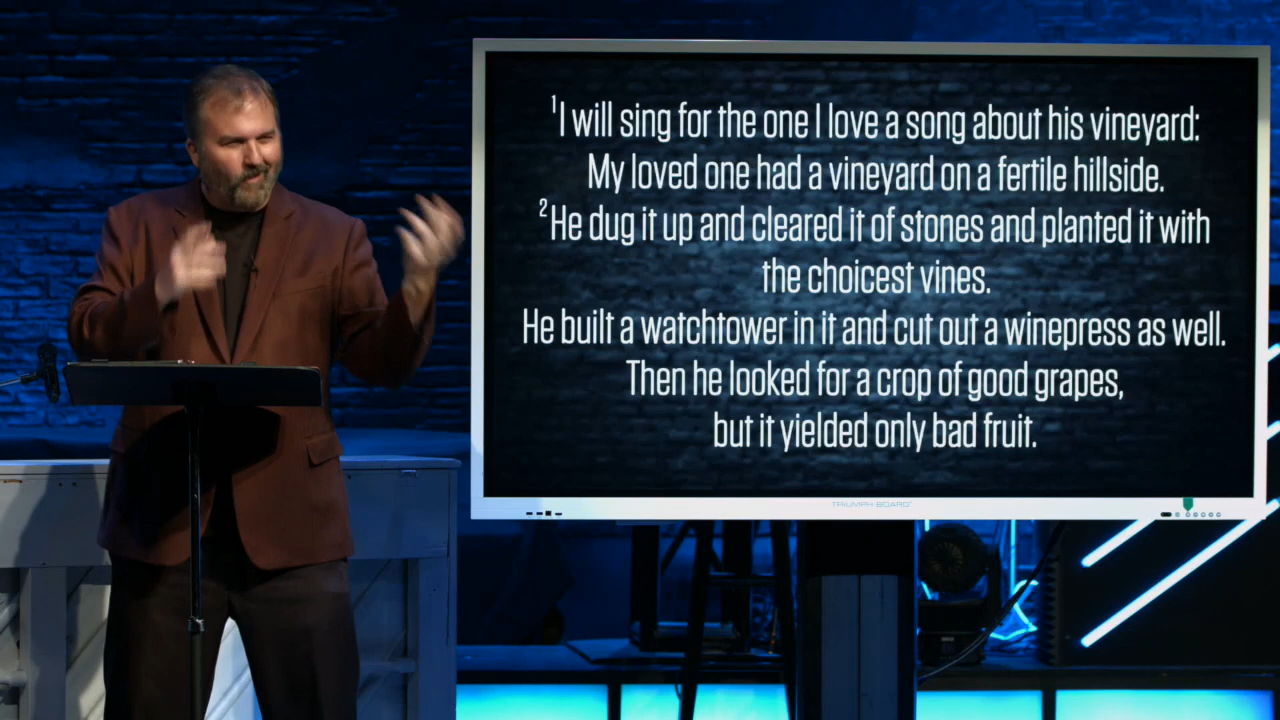 ¹I will sing for the one I love a song about his vineyard:
My loved one had a vineyard on a fertile hillside.
²He dug it up and cleared it of stones and planted it with
the choicest vines.
He built a watchtower in it and cut out a winepress as well.
Then he looked for a crop of good grapes,
but it yielded only bad fruit.
TRIUMPH BOARD